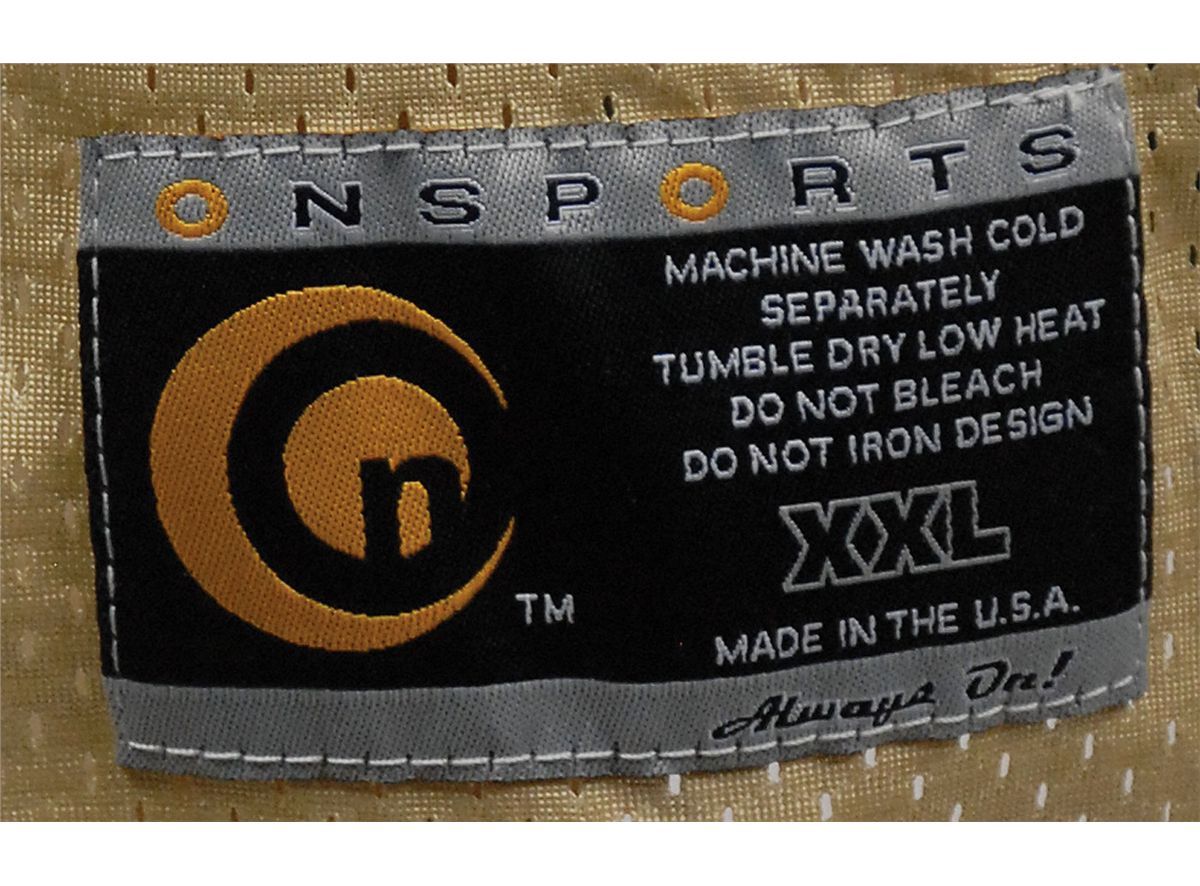 ONSPORTS
n
TM
MACHINE WASH COLD
SEPARATELY
TUMBLE DRY LOW HEAT
DO NOT BLEACH
DO NOT IRON DESIGN
XXL
MADE IN THE U.S.A.
Always On!